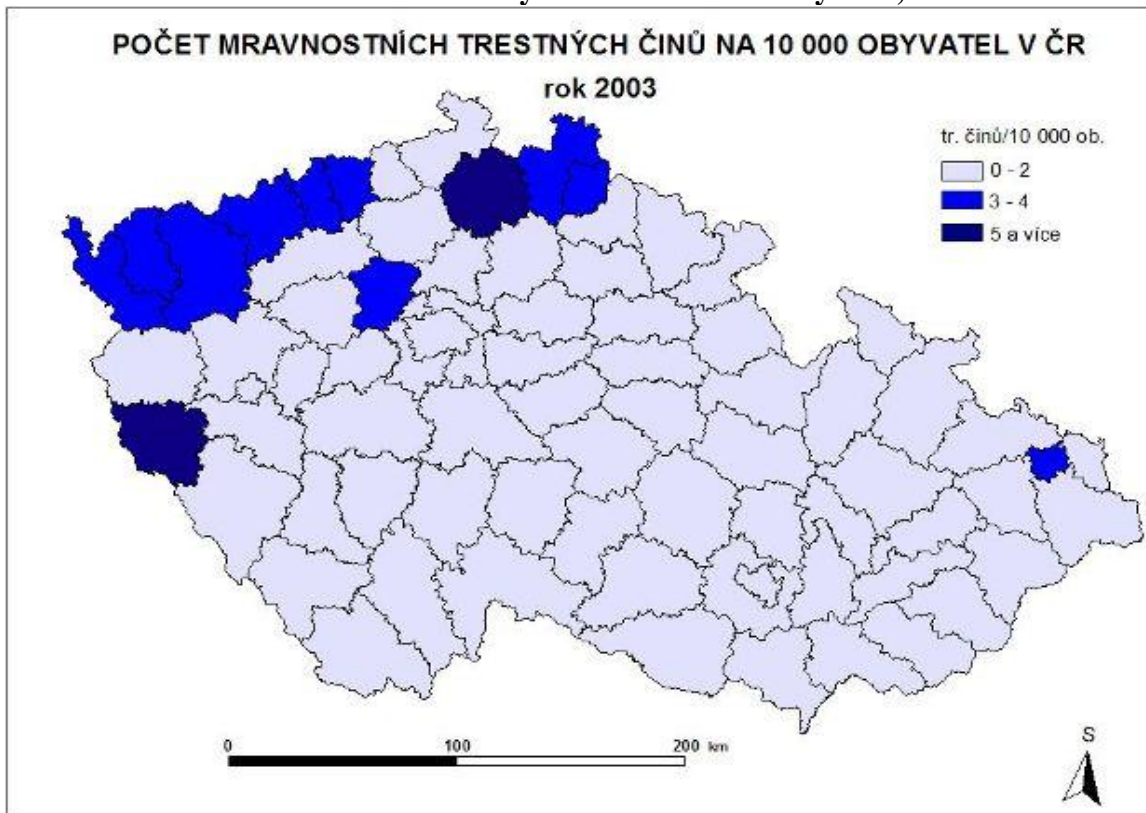 POČET MRAVNOSTNÍCH TRESTNÝCH ČINŮ NA 10 000 OBYVATEL V ČR
rok 2003
tr. činů/10 000 ob.
0 - 2
3 - 4
5 a více
0 100 200 km
S